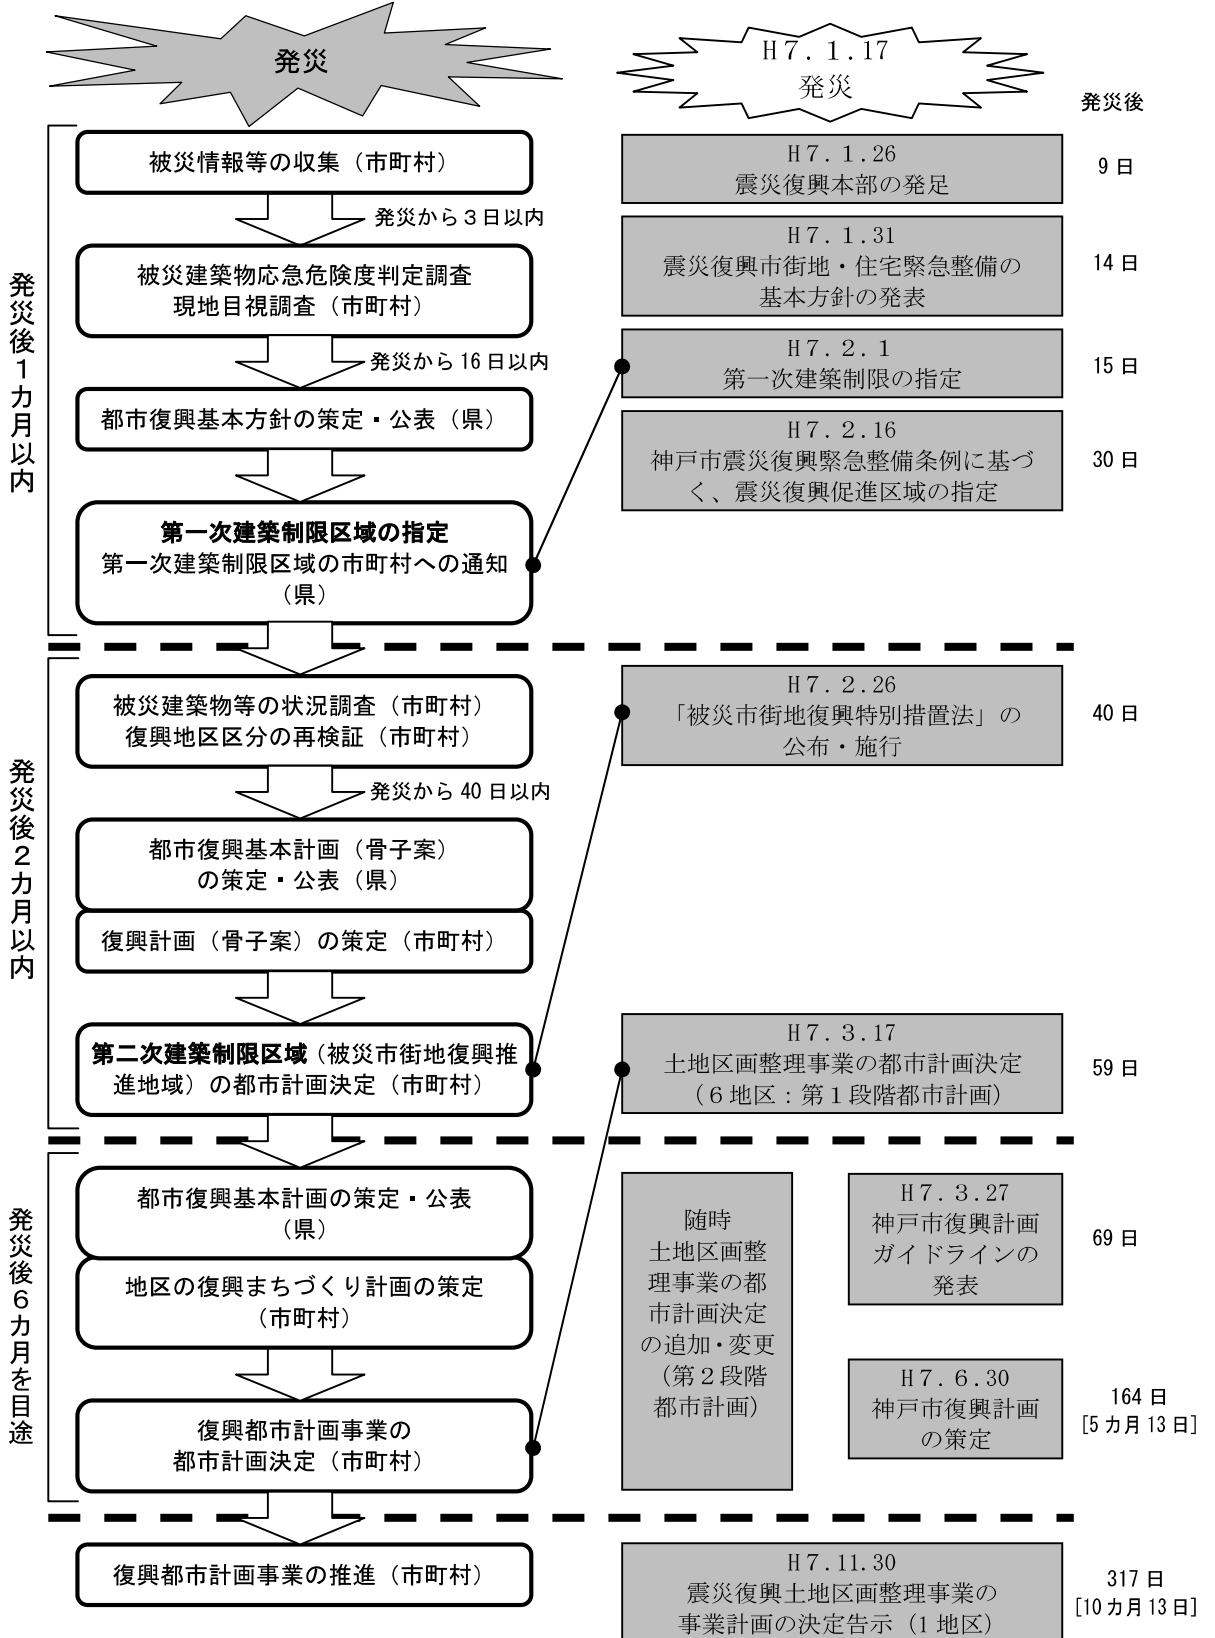 発災
H7.1.17
発災
発災後
発災後1カ月以内
被災情報等の収集（市町村）
発災から3日以内
被災建築物応急危険度判定調査
現地目視調査（市町村）
発災から16日以内
都市復興基本方針の策定・公表（県）
第一次建築制限区域の指定
第一次建築制限区域の市町村への通知
（県）
H7.1.26
震災復興本部の発足
9日
H7.1.31
震災復興市街地・住宅緊急整備の
基本方針の発表
14日
H7.2.1
第一次建築制限の指定
15日
H7.2.16
神戸市震災復興緊急整備条例に基づ
く、震災復興促進区域の指定
30日
発災後2カ月以内
被災建築物等の状況調査（市町村）
復興地区区分の再検証（市町村）
発災から40日以内
都市復興基本計画（骨子案）
の策定・公表（県）
復興計画（骨子案）の策定（市町村）
第二次建築制限区域（被災市街地復興推
進地域）の都市計画決定（市町村）
H7.2.26
「被災市街地復興特別措置法」の
公布・施行
40日
H7.3.17
土地区画整理事業の都市計画決定
（6地区：第1段階都市計画）
59日
発災後6カ月を目途
都市復興基本計画の策定・公表
（県）
地区の復興まちづくり計画の策定
（市町村）
復興都市計画事業の
都市計画決定（市町村）
随時
土地区画整
理事業の都
市計画決定
の追加・変更
（第2段階
都市計画）
H7.3.27
神戸市復興計画
ガイドラインの
発表
69日
H7.6.30
神戸市復興計画
の策定
164日
[5カ月13日]
復興都市計画事業の推進（市町村）
H7.11.30
震災復興土地区画整理事業の
事業計画の決定告示（1地区）
317日
[10カ月13日]